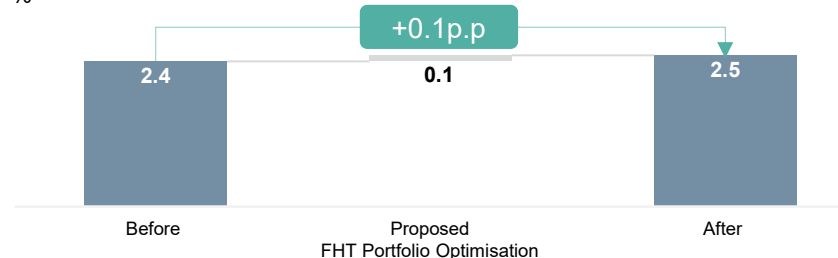 %
+0.1p.p
2.4
0.1
2.5
Before
Proposed
FHT Portfolio Optimisation
After